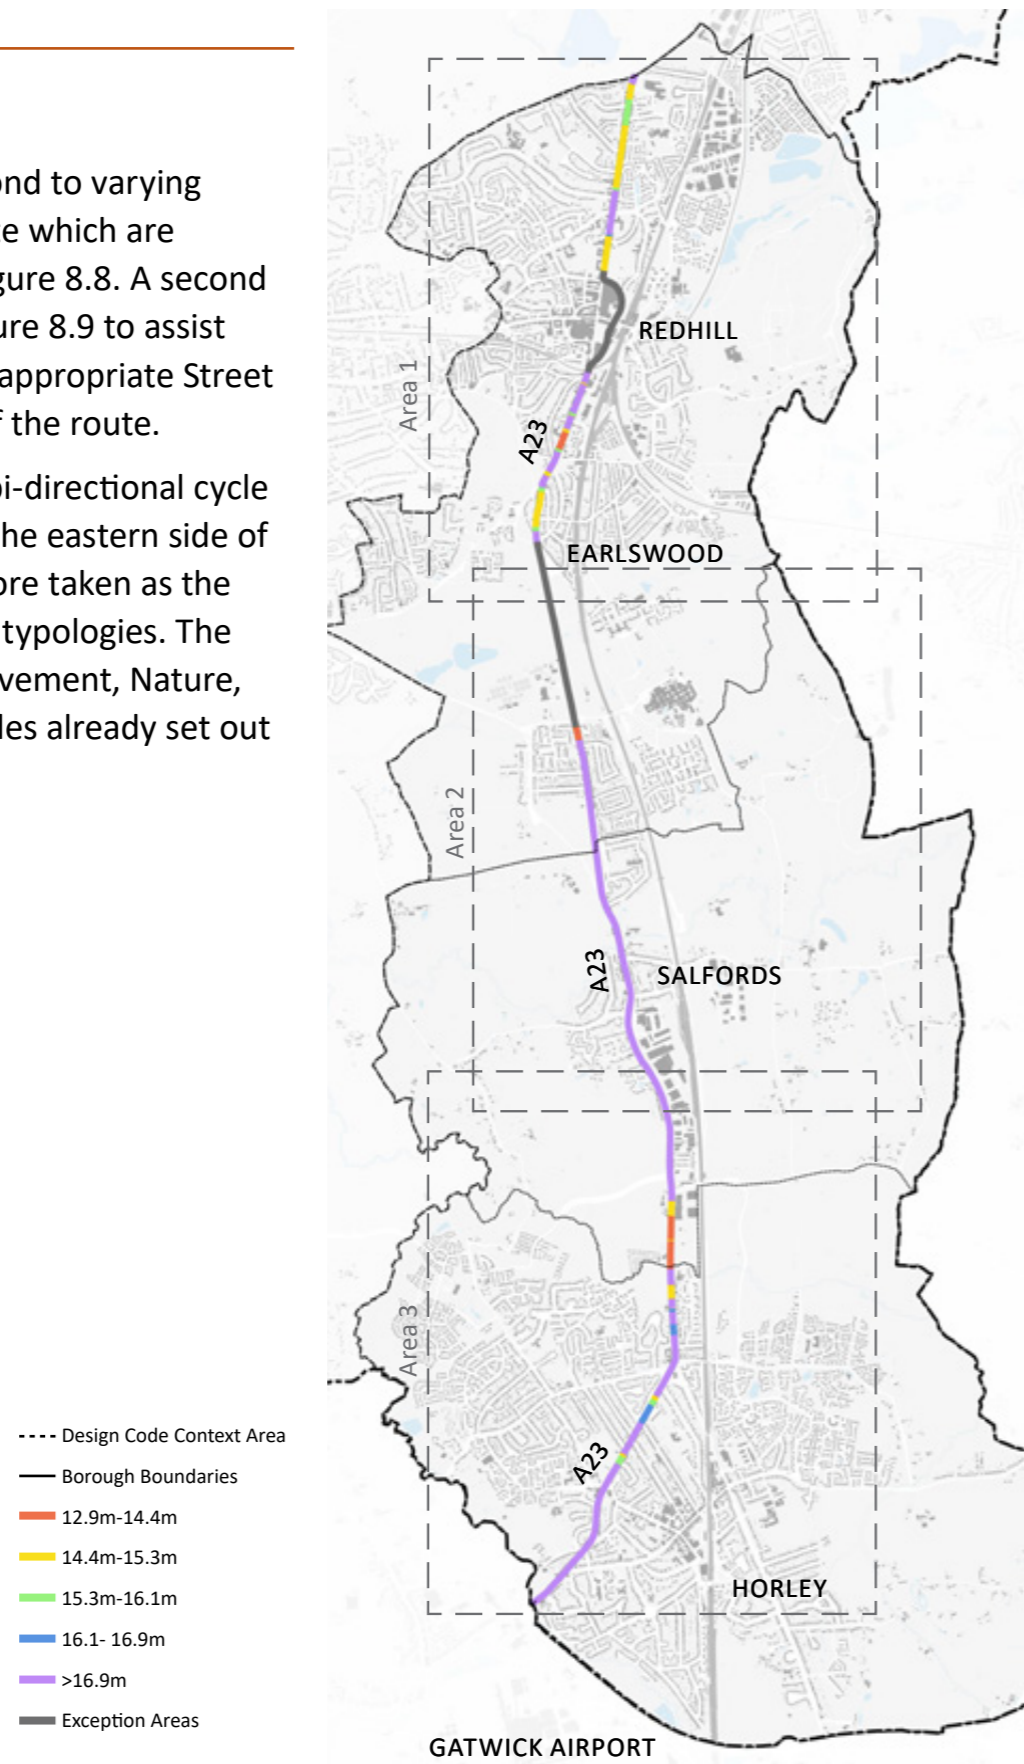 ond to varying
te which are
gure 8.8. A second
ure 8.9 to assist
appropriate Street
f the route.
bi-directional cycle
he eastern side of
ore taken as the
typologies. The
vement, Nature,
les already set out
Area 1
REDHILL
A23
EARLSWOOD
Area 2
A23
SALFORDS
Area 3
A23
HORLEY
GATWICK AIRPORT
Design Code Context Area
Borough Boundaries
12.9m-14.4m
14.4m-15.3m
15.3m-16.1m
16.1- 16.9m
>16.9m
Exception Areas